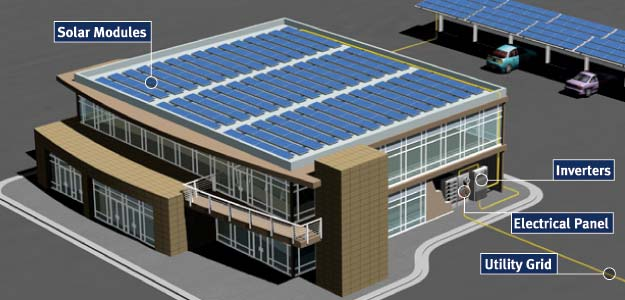 Solar Modules
Inverters
Electrical Panel
Utility Grid